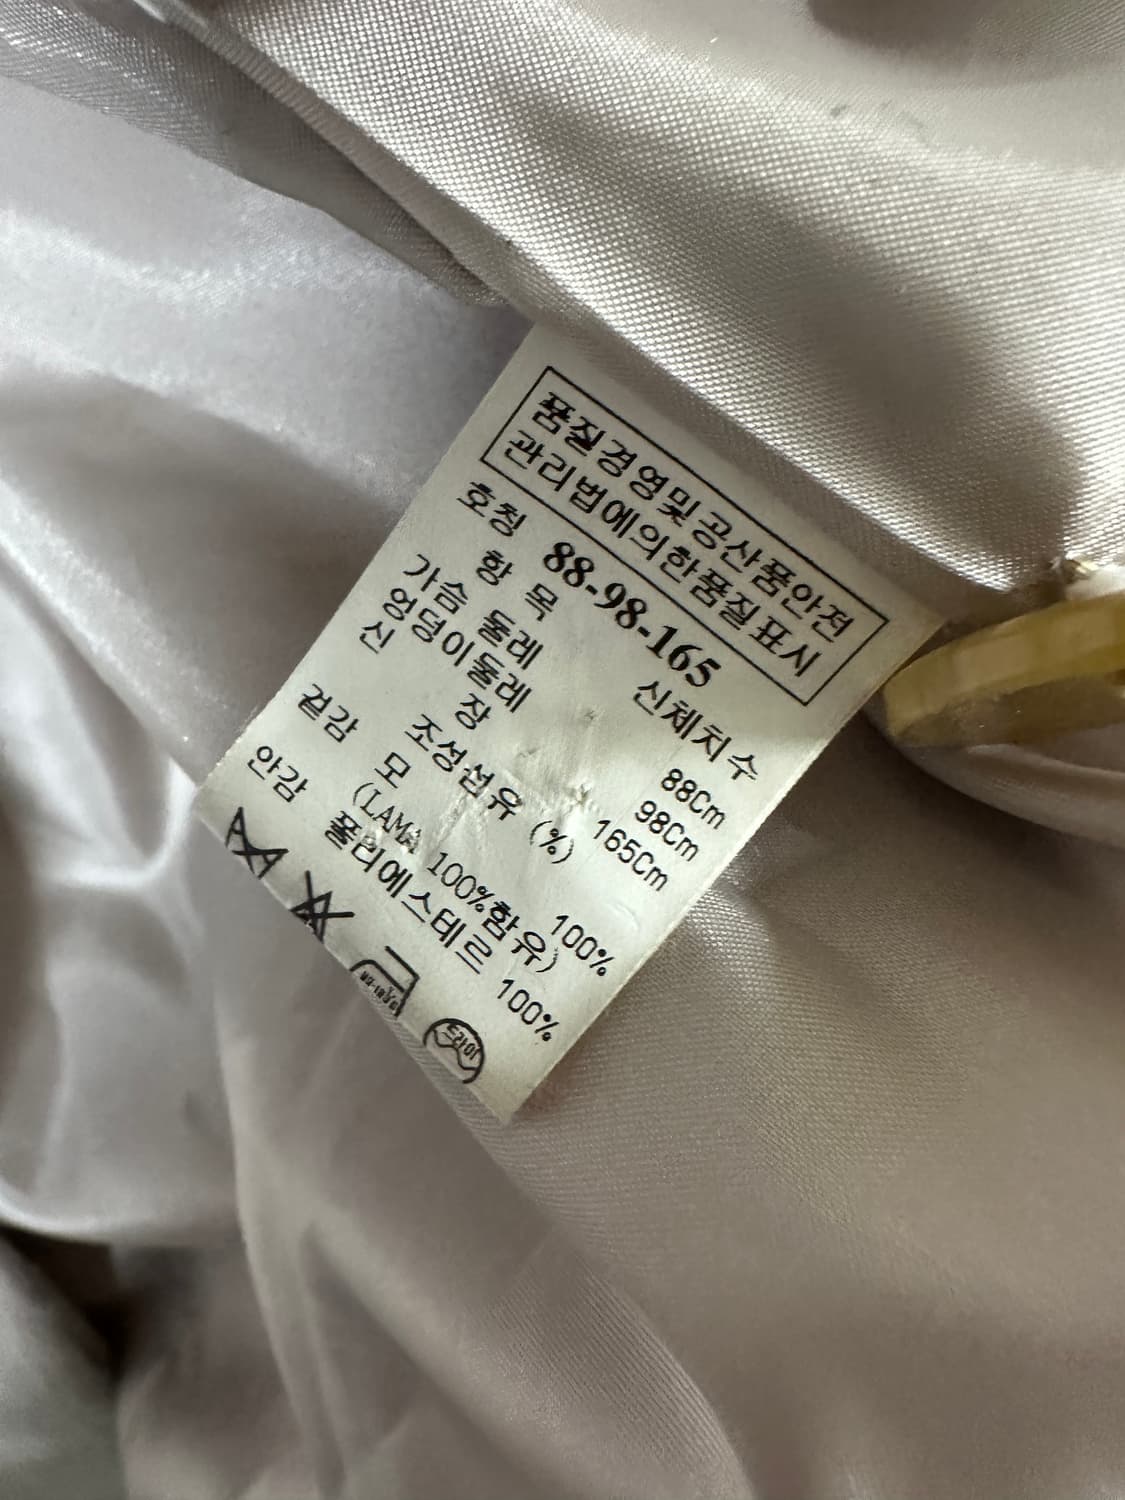 품질경영및공산품안전
관리법에의한품질표시
호칭 88-98-165
항 목 신체치수
가슴 둘레 88Cm
엉덩이둘레 98Cm
신 장 165Cm
조성섬유 (%)
겉감 모 100%
(LAMA 100%함유)
안감 폴리에스테르 100%
드라이